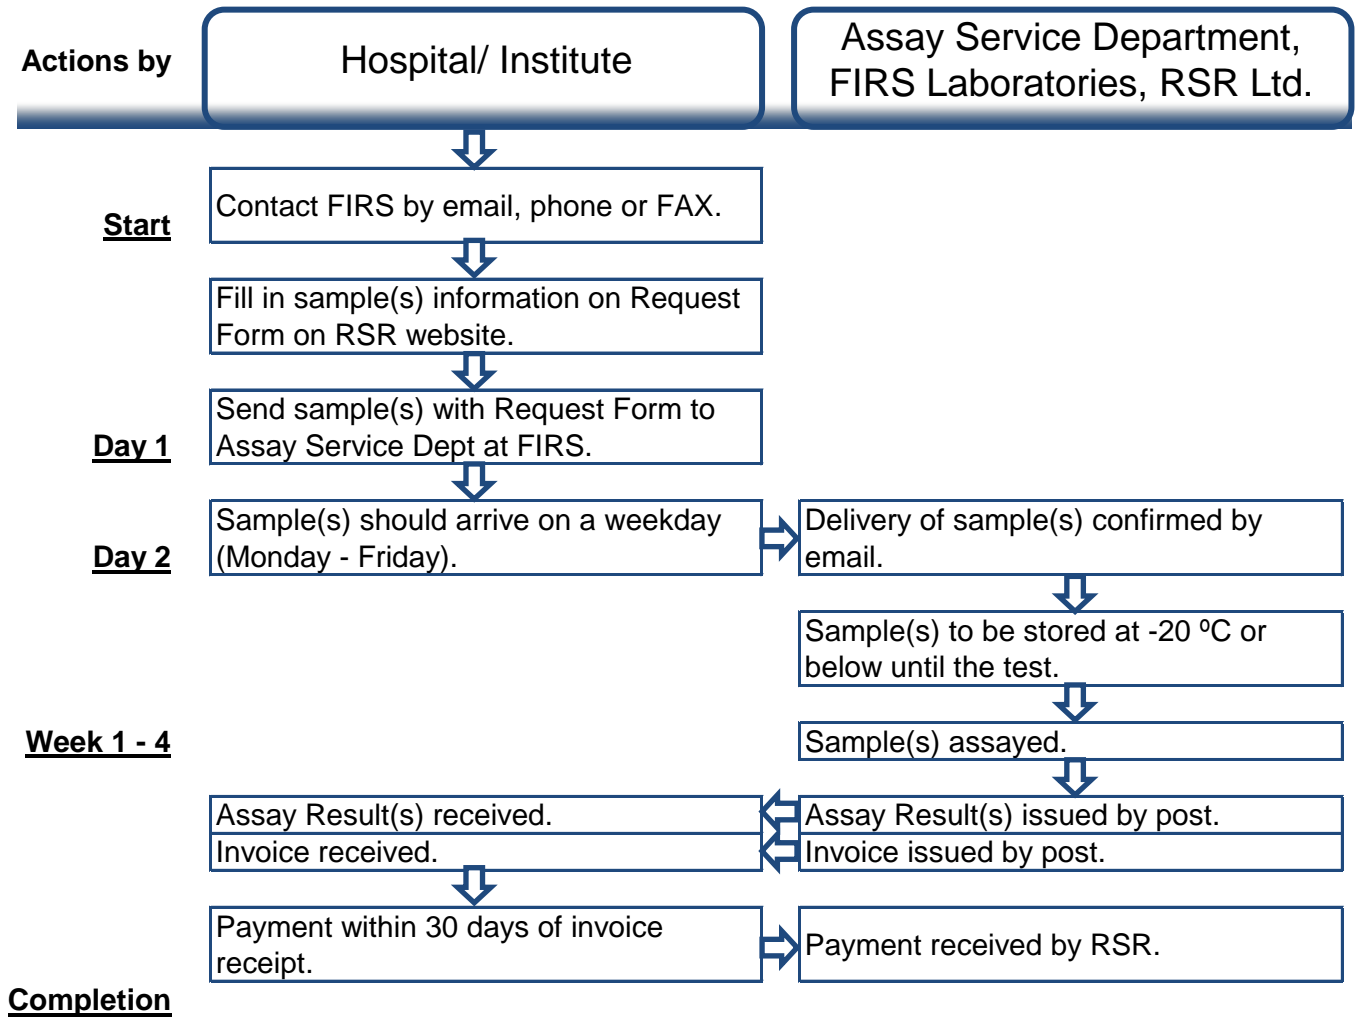 Actions by
Hospital/ Institute
Assay Service Department,
FIRS Laboratories, RSR Ltd.
Start
Contact FIRS by email, phone or FAX.
Fill in sample(s) information on Request
Form on RSR website.
Day 1
Send sample(s) with Request Form to
Assay Service Dept at FIRS.
Day 2
Sample(s) should arrive on a weekday
(Monday - Friday).
Delivery of sample(s) confirmed by
email.
Sample(s) to be stored at -20 ºC or
below until the test.
Week 1 - 4
Sample(s) assayed.
Assay Result(s) received.
Assay Result(s) issued by post.
Invoice received.
Invoice issued by post.
Payment within 30 days of invoice
receipt.
Payment received by RSR.
Completion